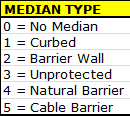 MEDIAN TYPE
0 = No Median
1 = Curbed
2 = Barrier Wall
3 = Unprotected
4 = Natural Barrier
5 = Cable Barrier